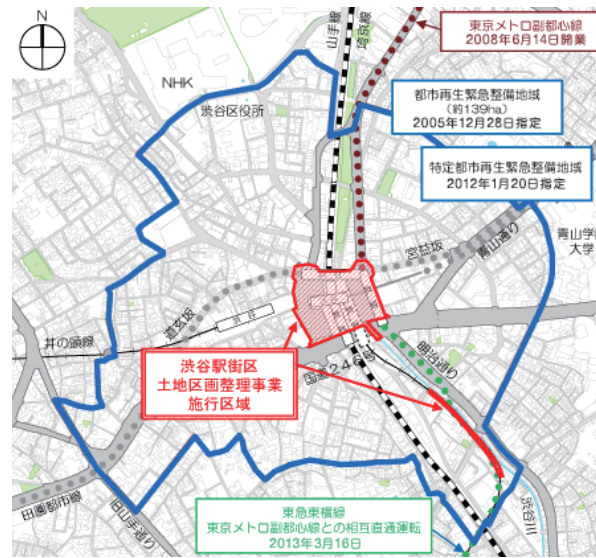 N
山手線
埼京線
東京メトロ副都心線
2008年6月14日開業
NHK
渋谷区役所
都市再生緊急整備地域
(約139ha)
2005年12月28日指定
特定都市再生緊急整備地域
2012年1月20日指定
宮益坂
青山通り
青山学院
大学
道玄坂
井の頭線
渋谷駅街区
土地区画整理事業
施行区域
国道246号
明治通り
田園都市線
旧山手通り
渋谷川
東急東横線
東京メトロ副都心線との相互直通運転
2013年3月16日